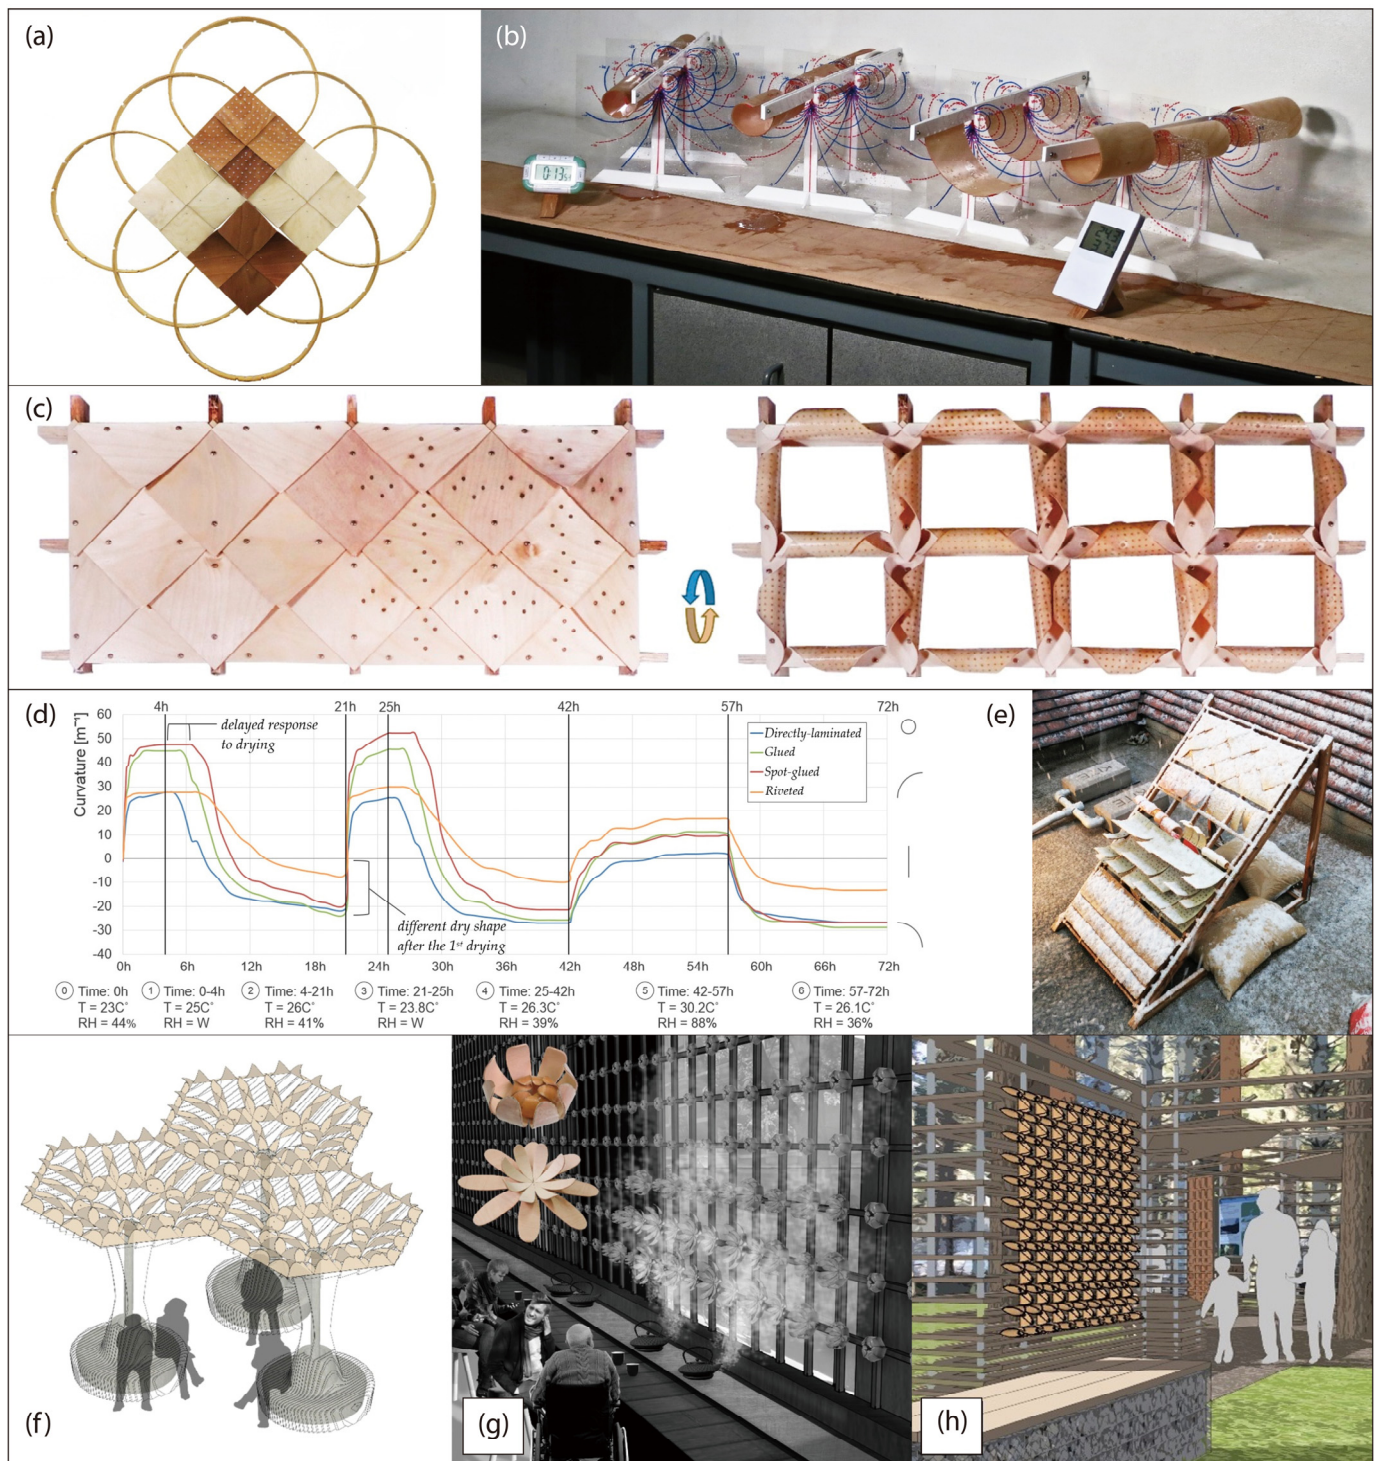 (a)
(b)
0:13
(c)
(d)
4h
21h
25h
42h
57h
72h
Curvature [m⁻¹]
60
50
40
30
20
10
0
-10
-20
-30
-40
delayed response
to drying
different dry shape
after the 1st drying
Directly-laminated
Glued
Spot-glued
Riveted
0h
6h
12h
18h
24h
30h
36h
42h
48h
54h
60h
66h
72h
0 Time: 0h
T = 23C°
RH = 44%
1 Time: 0-4h
T = 25C°
RH = W
2 Time: 4-21h
T = 26C°
RH = 41%
3 Time: 21-25h
T = 23.8C°
RH = W
4 Time: 25-42h
T = 26.3C°
RH = 39%
5 Time: 42-57h
T = 30.2C°
RH = 88%
6 Time: 57-72h
T = 26.1C°
RH = 36%
(e)
(f)
(g)
(h)